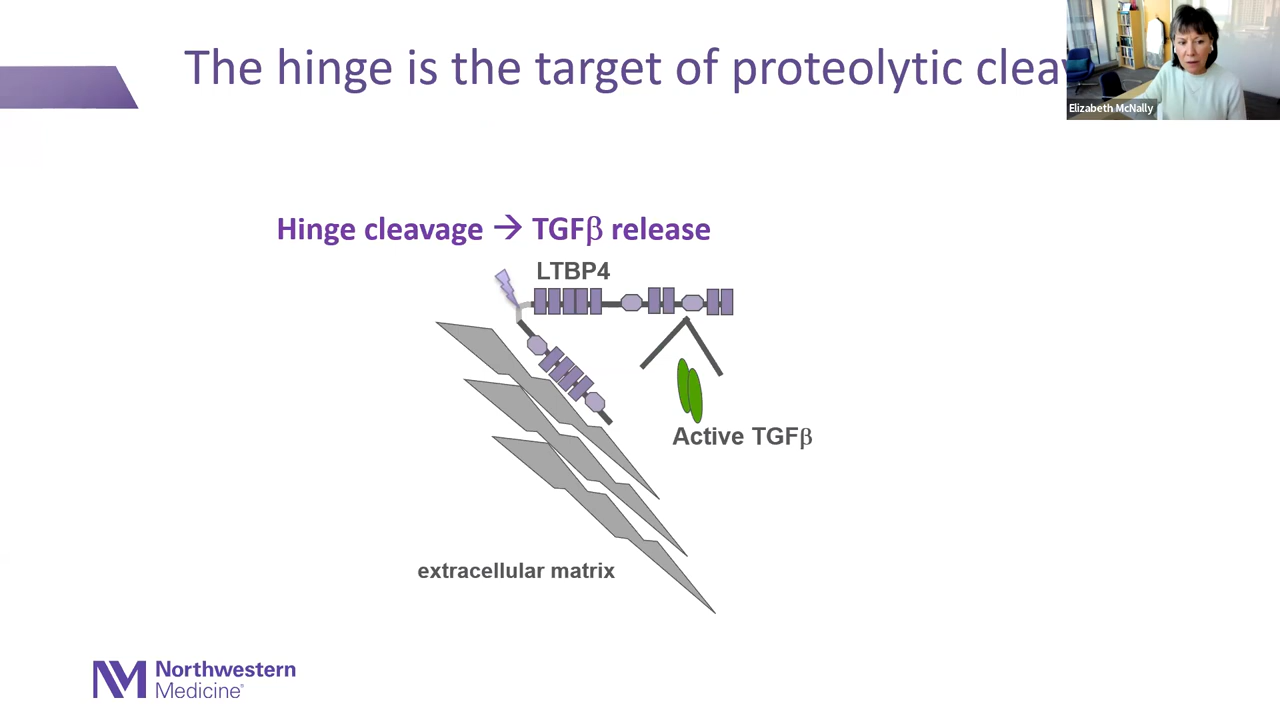 The hinge is the target of proteolytic
Elizabeth McNally
Hinge cleavage → TGFβ release
LTBP4
Active TGFβ
extracellular matrix
Northwestern
Medicine®